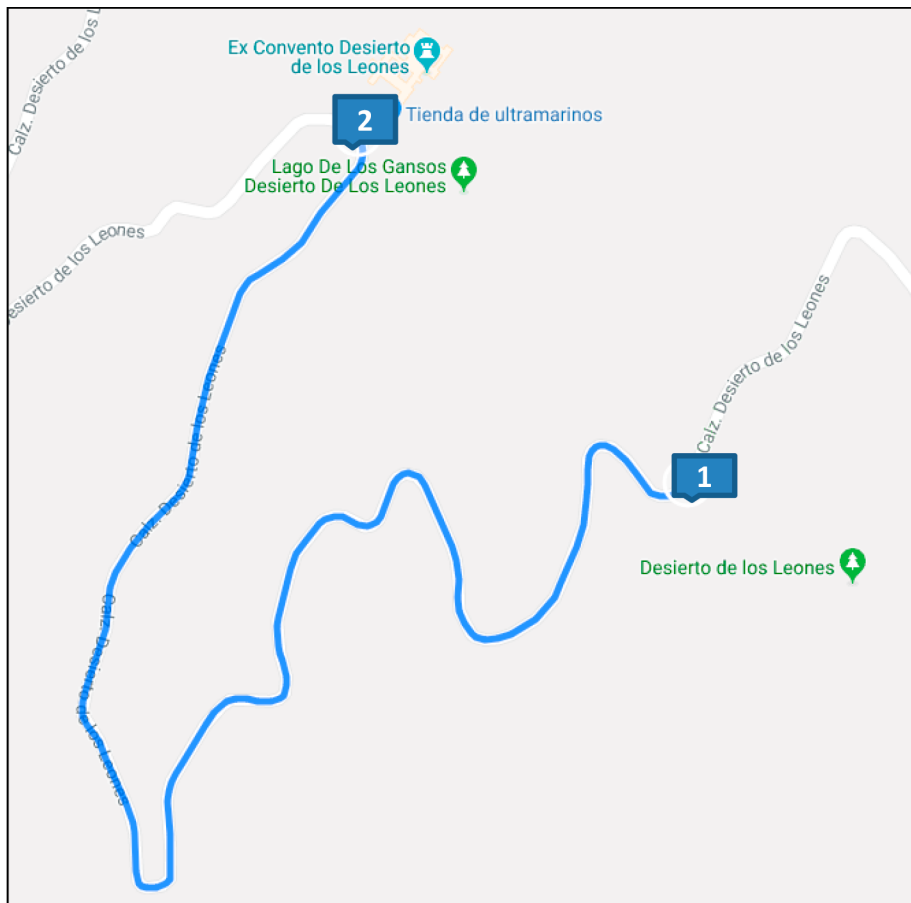 Calz. Desierto de los L
Ex Convento Desierto
de los Leones
2
Tienda de ultramarinos
Lago De Los Gansos
Desierto De Los Leones
esierto de los Leones
Calz. Desierto de los Leones
Calz. Desierto de los Leones
1
Desierto de los Leones
Calz. Desierto de los Leones